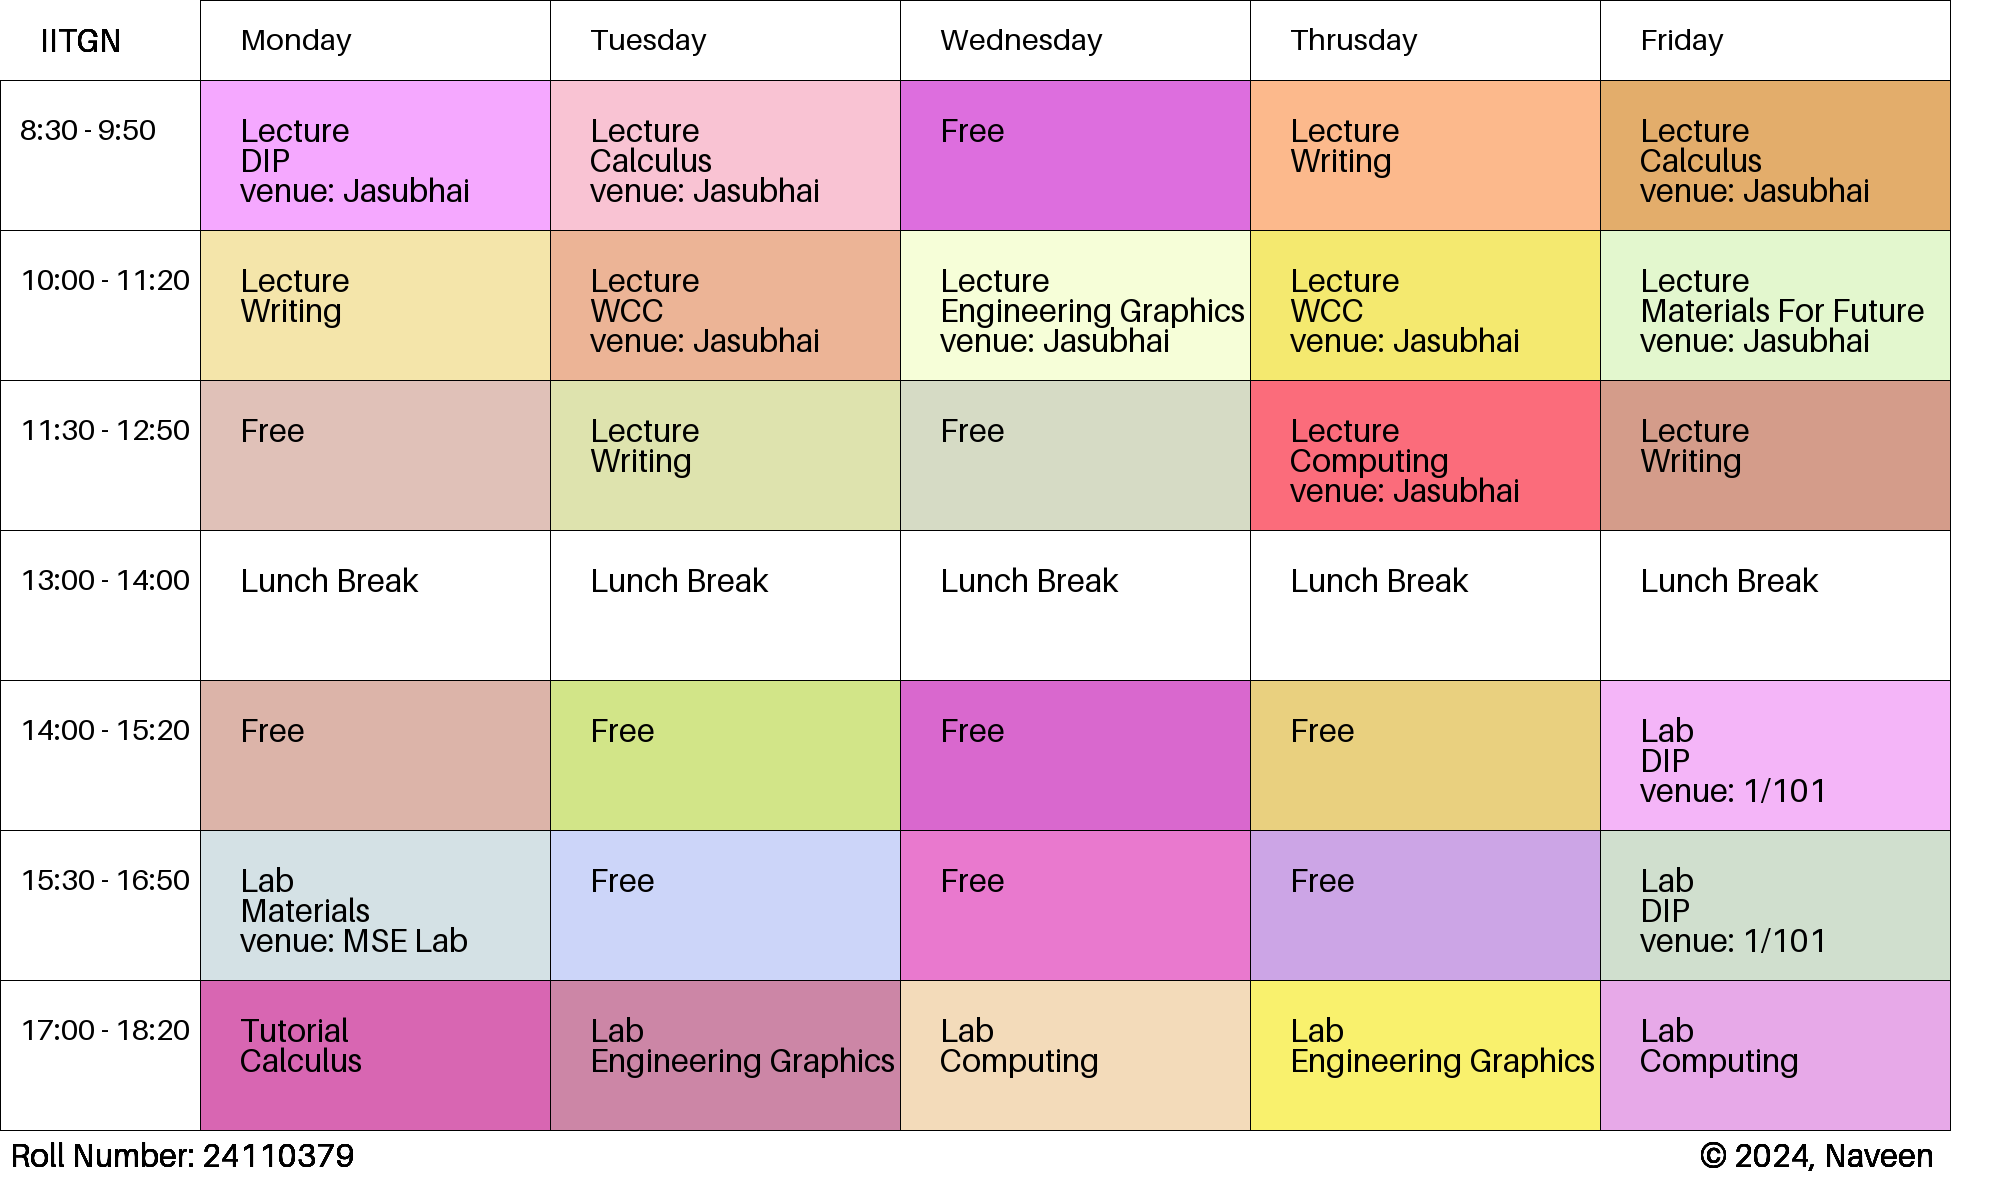 IITGN Monday Tuesday Wednesday Thrusday Friday
8:30 - 9:50
Lecture
DIP
venue: Jasubhai
Lecture
Calculus
venue: Jasubhai
Free
Lecture
Writing
Lecture
Calculus
venue: Jasubhai
10:00 - 11:20
Lecture
Writing
Lecture
WCC
venue: Jasubhai
Lecture
Engineering Graphics
venue: Jasubhai
Lecture
WCC
venue: Jasubhai
Lecture
Materials For Future
venue: Jasubhai
11:30 - 12:50
Free
Lecture
Writing
Free
Lecture
Computing
venue: Jasubhai
Lecture
Writing
13:00 - 14:00
Lunch Break
Lunch Break
Lunch Break
Lunch Break
Lunch Break
14:00 - 15:20
Free
Free
Free
Free
Lab
DIP
venue: 1/101
15:30 - 16:50
Lab
Materials
venue: MSE Lab
Free
Free
Free
Lab
DIP
venue: 1/101
17:00 - 18:20
Tutorial
Calculus
Lab
Engineering Graphics
Lab
Computing
Lab
Engineering Graphics
Lab
Computing
Roll Number: 24110379
© 2024, Naveen